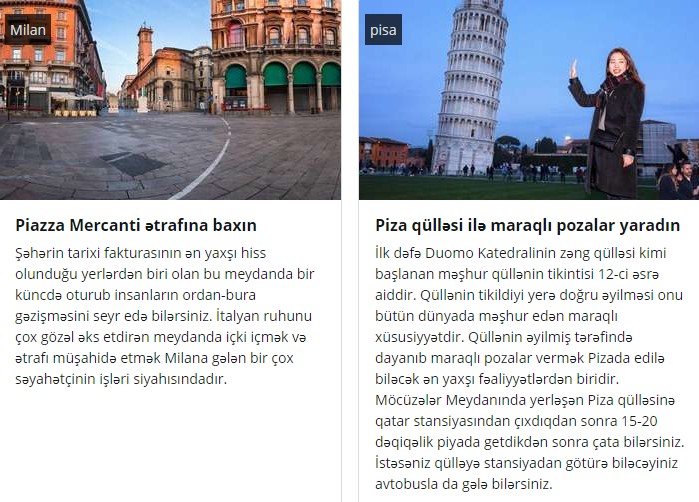 Milan
Piazza Mercanti ətrafına baxın
Şəhərin tarixi fakturasının ən yaxşı hiss
olunduğu yerlərdən biri olan bu meydanda bir
küncdə oturub insanların ordan-bura
gəzişməsini seyr edə bilərsiniz. İtalyan ruhunu
çox gözəl əks etdirən meydanda içki içmək və
ətrafı müşahidə etmək Milana gələn bir çox
səyahətçinin işləri siyahısındadır.
pisa
Piza qülləsi ilə maraqlı pozalar yaradın
İlk dəfə Duomo Katedralinin zəng qülləsi kimi
başlanan məşhur qüllənin tikintisi 12-ci əsrə
aiddir. Qüllənin tikildiyi yerə doğru əyilməsi onu
bütün dünyada məşhur edən maraqlı
xüsusiyyətdir. Qüllənin əyilmiş tərəfində
dayanıb maraqlı pozalar vermək Pizada edilə
biləcək ən yaxşı fəaliyyətlərdən biridir.
Möcüzələr Meydanında yerləşən Piza qülləsinə
qatar stansiyasından çıxdıqdan sonra 15-20
dəqiqəlik piyada getdikdən sonra çata bilərsiniz.
İstəsəniz qülləyə stansiyadan götürə biləcəyiniz
avtobusla da gələ bilərsiniz.